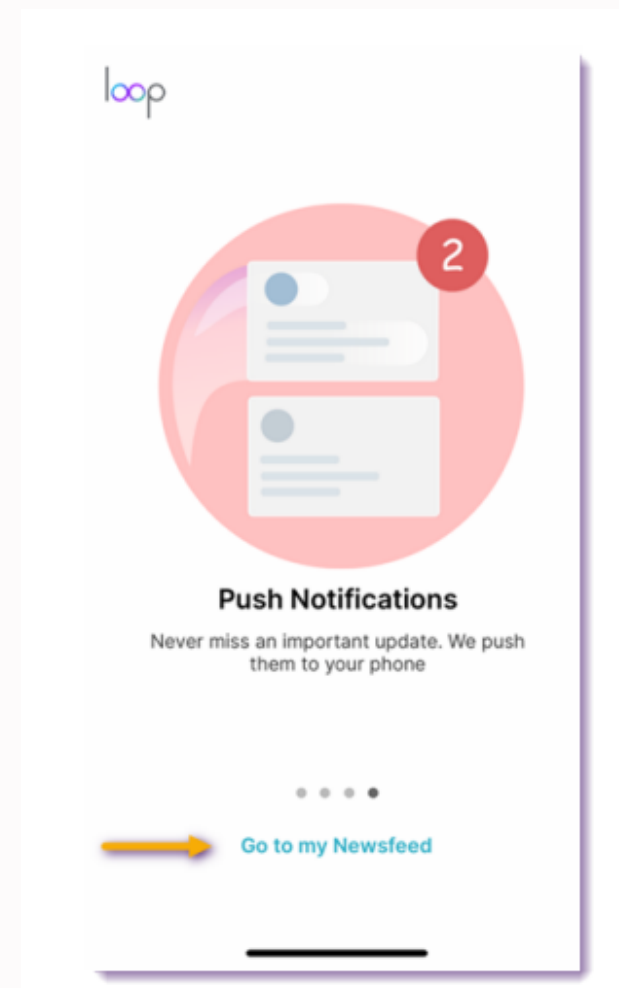 loop
2
Push Notifications
Never miss an important update. We push
them to your phone
Go to my Newsfeed